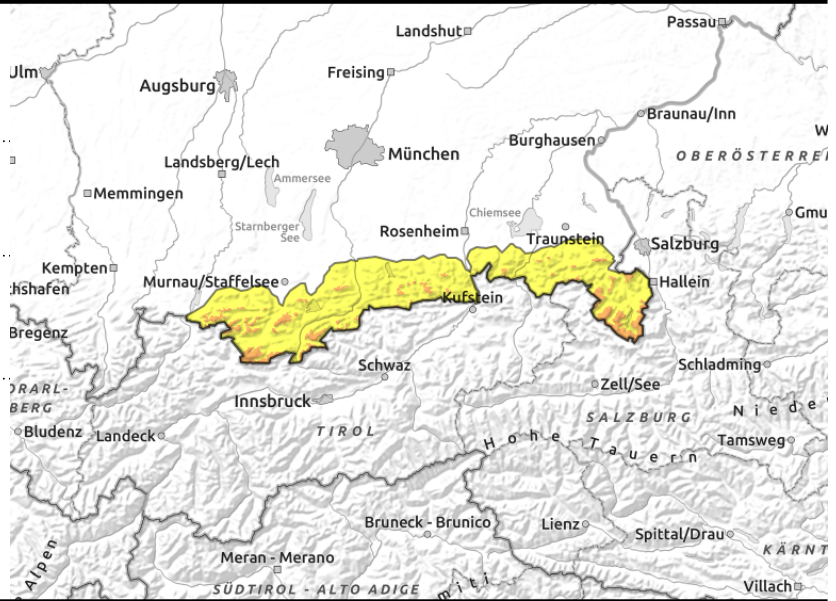 Passau
Landshut
Freising
Augsburg
Braunau/Inn
Burghausen
München
OBERÖSTERREI
Landsberg/Lech
Ammersee
Memmingen
Chiemsee
Starnberger
See
Rosenheim
Traunstein
Salzburg
Kempten
Murnau/Staffelsee
Hallein
Kufstein
Bregenz
Schwaz
Schladming
Zell/See
Innsbruck
SALZBURG
TIROL
Bludenz
Landeck
Hohe Tauern
Tamsweg
Bruneck - Brunico
Lienz
Spittal/Drau
Meran - Merano
SÜDTIROL - ALTO ADIGE
Villach